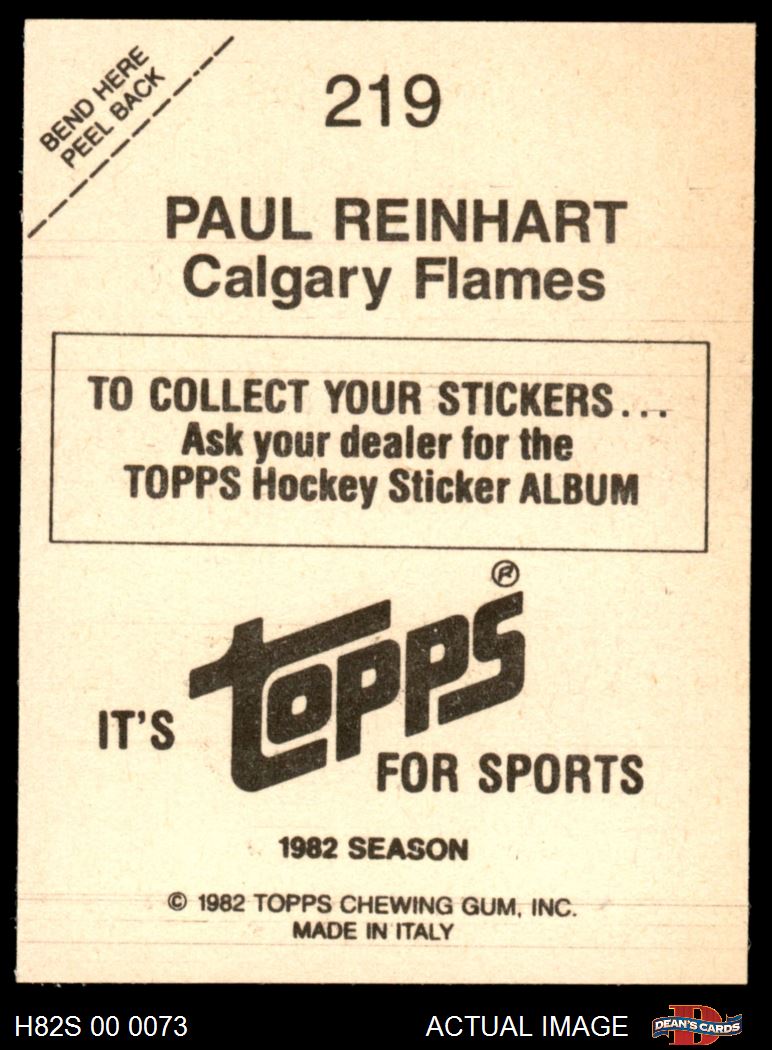 BEND HERE
PEEL BACK
219
PAUL REINHART
Calgary Flames
TO COLLECT YOUR STICKERS...
Ask your dealer for the
TOPPS Hockey Sticker ALBUM
IT'S topps® FOR SPORTS
1982 SEASON
© 1982 TOPPS CHEWING GUM, INC.
MADE IN ITALY
H82S 00 0073
ACTUAL IMAGE
D
DEAN'S CARDS